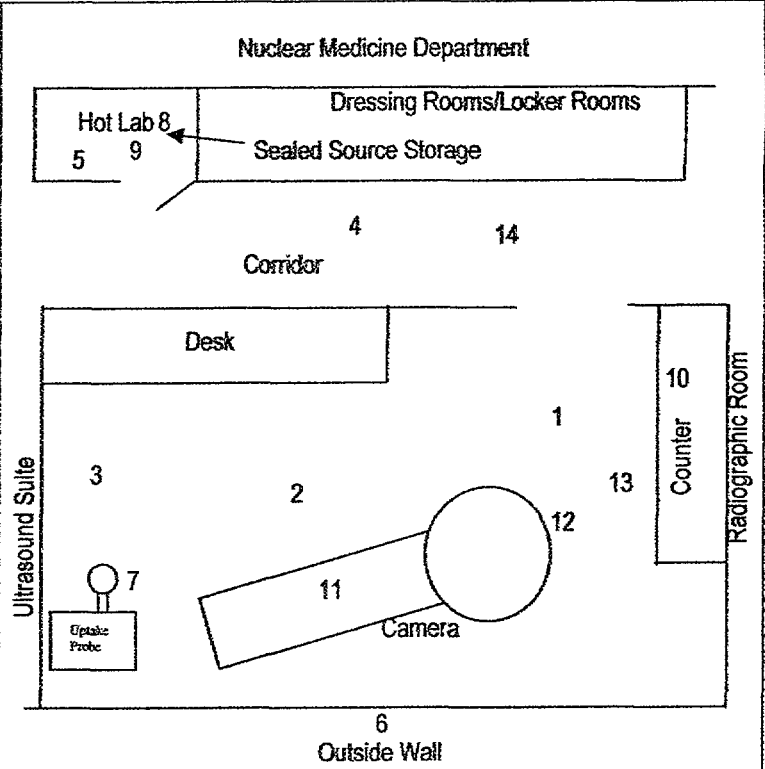 Nuclear Medicine Department
Dressing Rooms/Locker Rooms
Hot Lab 8
5 9
Sealed Source Storage
4 14
Corridor
Desk
10
1
Radiographic Room
Counter
3
2
13
Ultrasound Suite
12
7
11
Uptake
Probe
Camera
6
Outside Wall